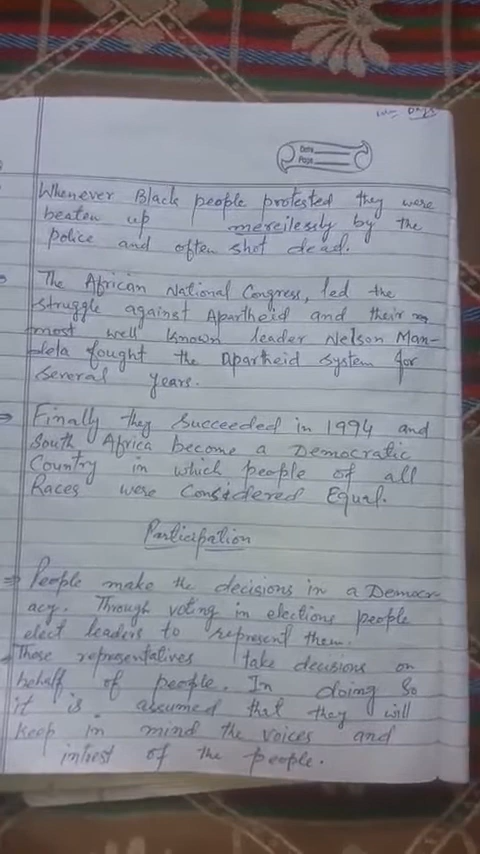 Date
Page
Whenever Black people protested they were
beaten up mercilessly by the
police and often shot dead.
The African National Congress, led the
struggle against Apartheid and their
most well known leader Nelson Man-
dela fought the apartheid system for
several years.
Finally they succeeded in 1994 and
South Africa become a Democratic
Country in which people of all
Races were Considered Equal.
Participation
People make the decisions in a Democr-
acy. Through voting in elections people
elect leaders to represent them.
These representatives take decisions on
behalf of people. In doing so
it is assumed that they will
keep in mind the voices and
intrest of the people.